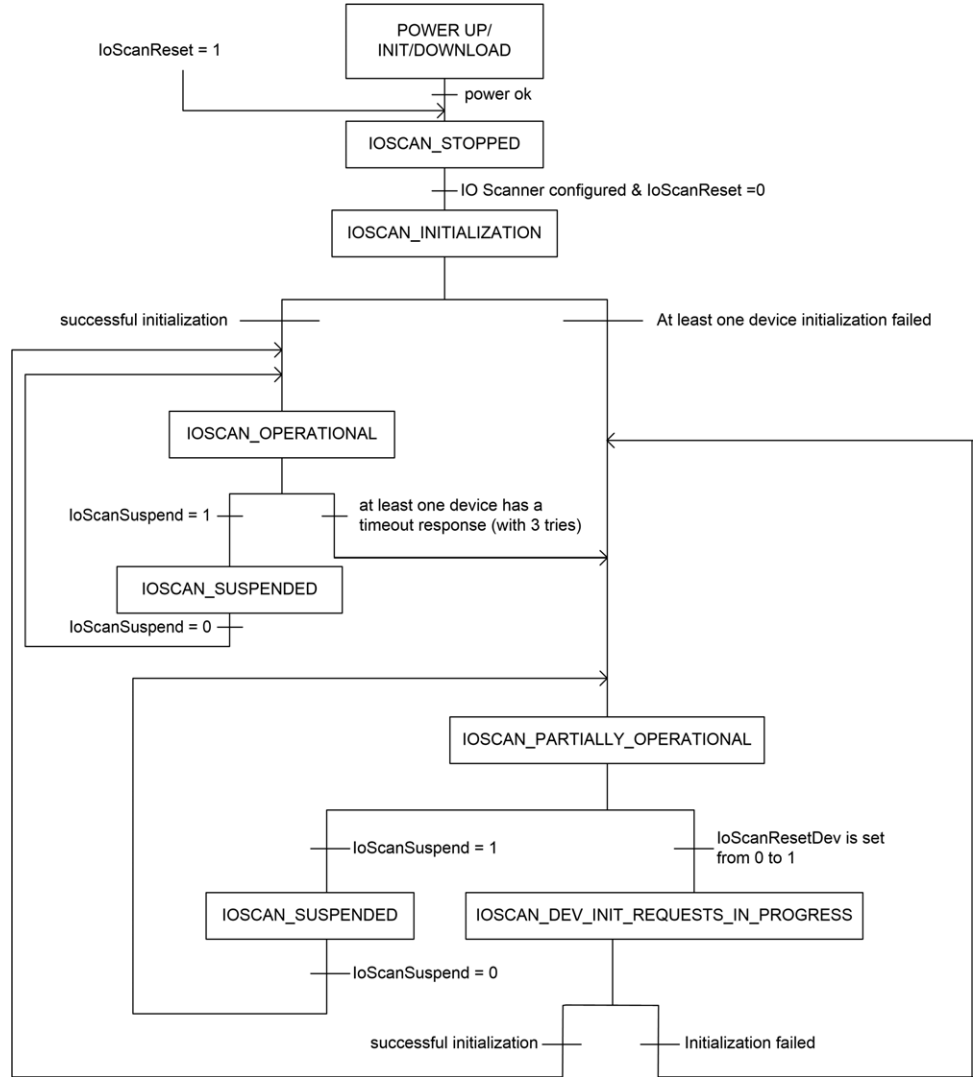 POWER UP/
INIT/DOWNLOAD
IoScanReset = 1
power ok
IOSCAN_STOPPED
IO Scanner configured & IoScanReset =0
IOSCAN_INITIALIZATION
successful initialization
At least one device initialization failed
IOSCAN_OPERATIONAL
IoScanSuspend = 1
at least one device has a
timeout response (with 3 tries)
IOSCAN_SUSPENDED
IoScanSuspend = 0
IOSCAN_PARTIALLY_OPERATIONAL
IoScanSuspend = 1
IoScanResetDev is set
from 0 to 1
IOSCAN_SUSPENDED
IOSCAN_DEV_INIT_REQUESTS_IN_PROGRESS
IoScanSuspend = 0
successful initialization
Initialization failed